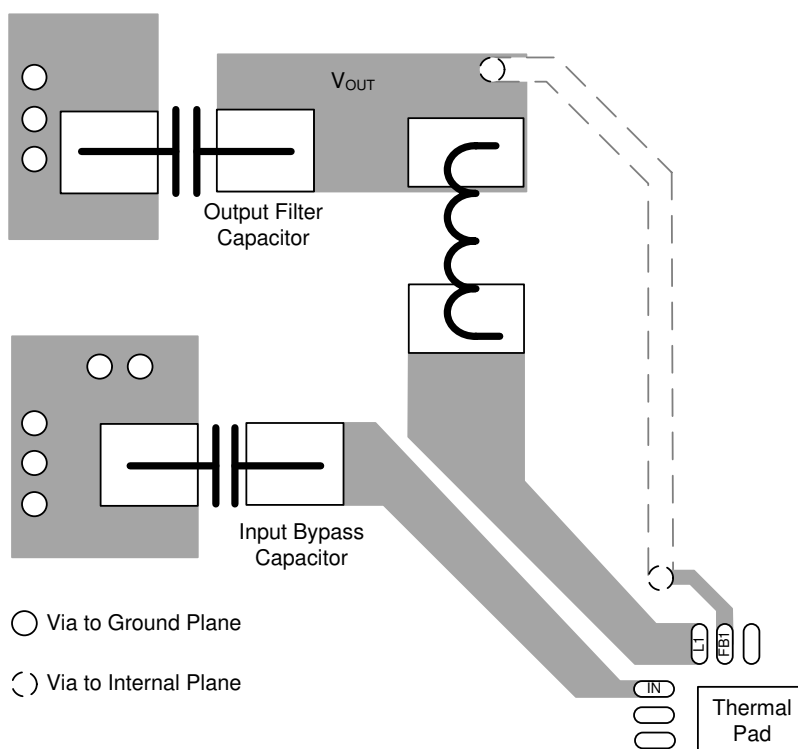 VOUT
Output Filter
Capacitor
Input Bypass
Capacitor
Via to Ground Plane
Via to Internal Plane
L1
FB1
IN
Thermal
Pad